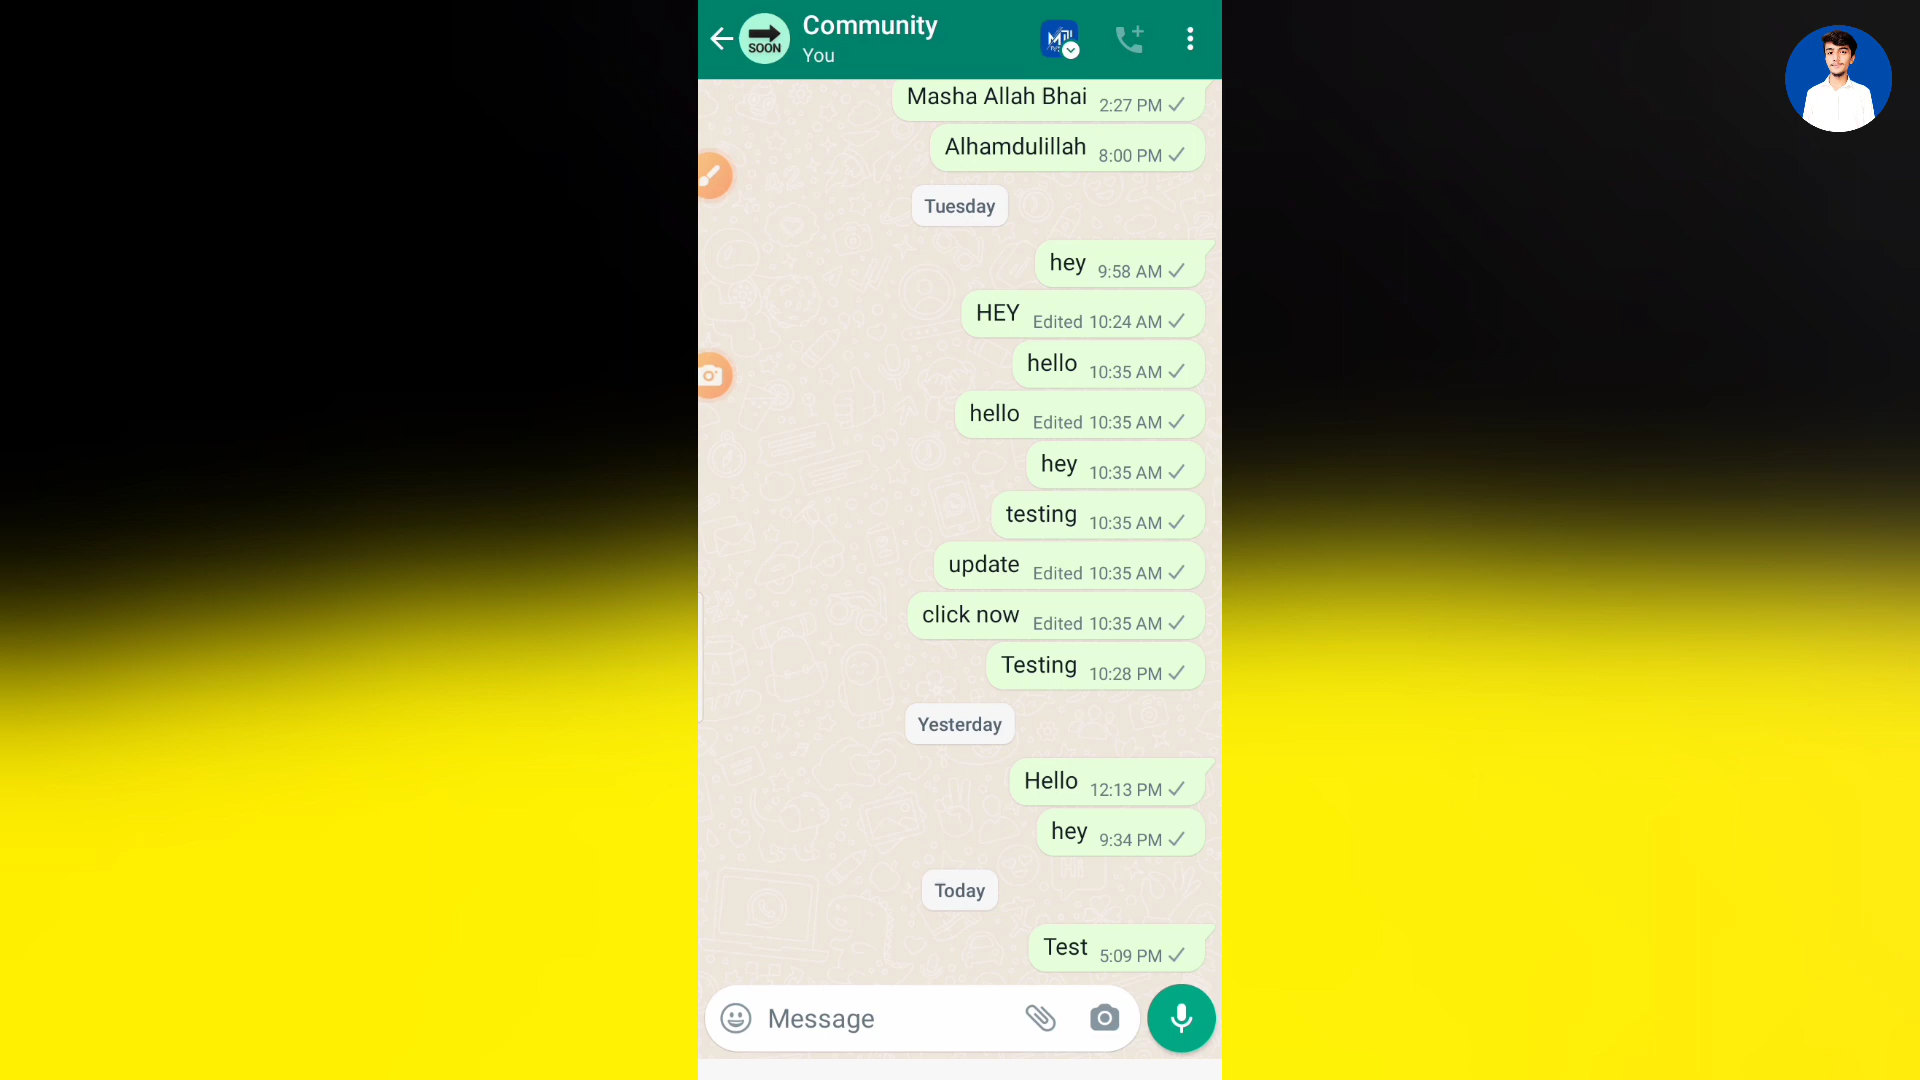 SOON
Community
You
Masha Allah Bhai 2:27 PM
Alhamdulillah 8:00 PM
Tuesday
hey 9:58 AM
HEY Edited 10:24 AM
hello 10:35 AM
hello Edited 10:35 AM
hey 10:35 AM
testing 10:35 AM
update Edited 10:35 AM
click now Edited 10:35 AM
Testing 10:28 PM
Yesterday
Hello 12:13 PM
hey 9:34 PM
Today
Test 5:09 PM
Message